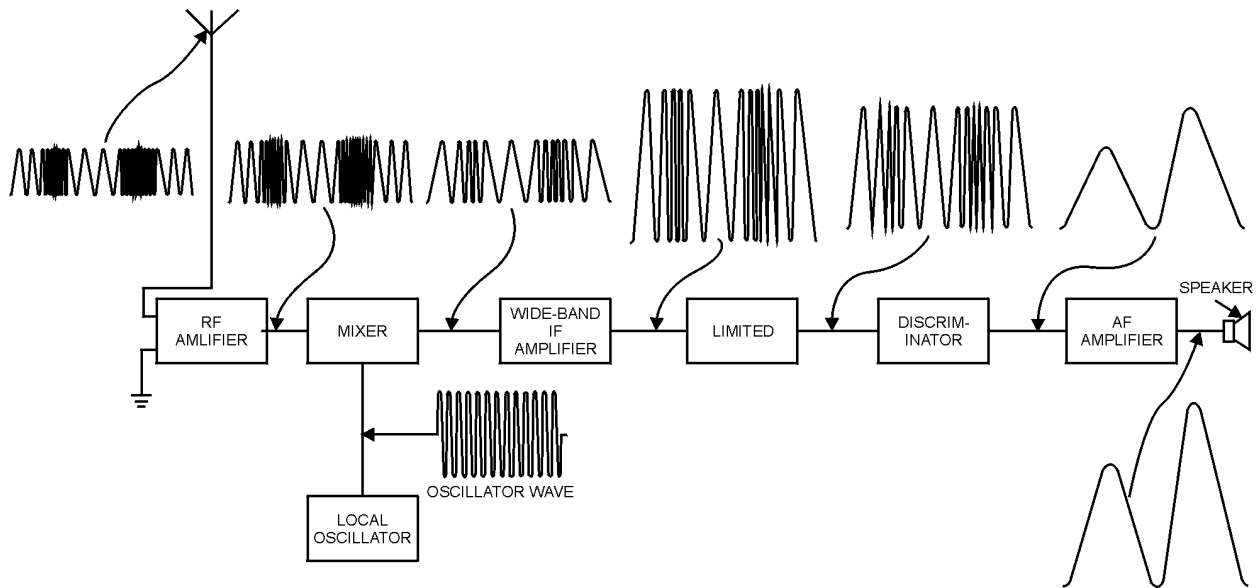 RF
AMLIFIER
MIXER
WIDE-BAND
IF
AMPLIFIER
LIMITED
DISCRIM-
INATOR
AF
AMPLIFIER
SPEAKER
OSCILLATOR WAVE
LOCAL
OSCILLATOR